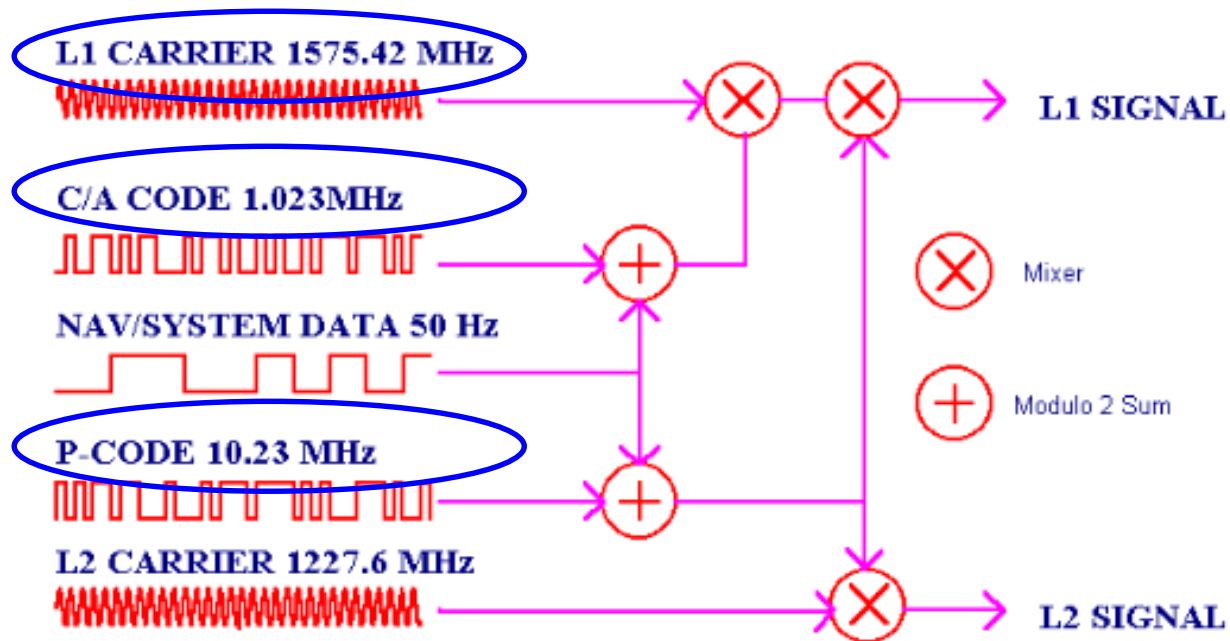 L1 CARRIER 1575.42 MHz
L1 SIGNAL
C/A CODE 1.023MHz
Mixer
NAV/SYSTEM DATA 50 Hz
Modulo 2 Sum
P-CODE 10.23 MHz
L2 CARRIER 1227.6 MHz
L2 SIGNAL